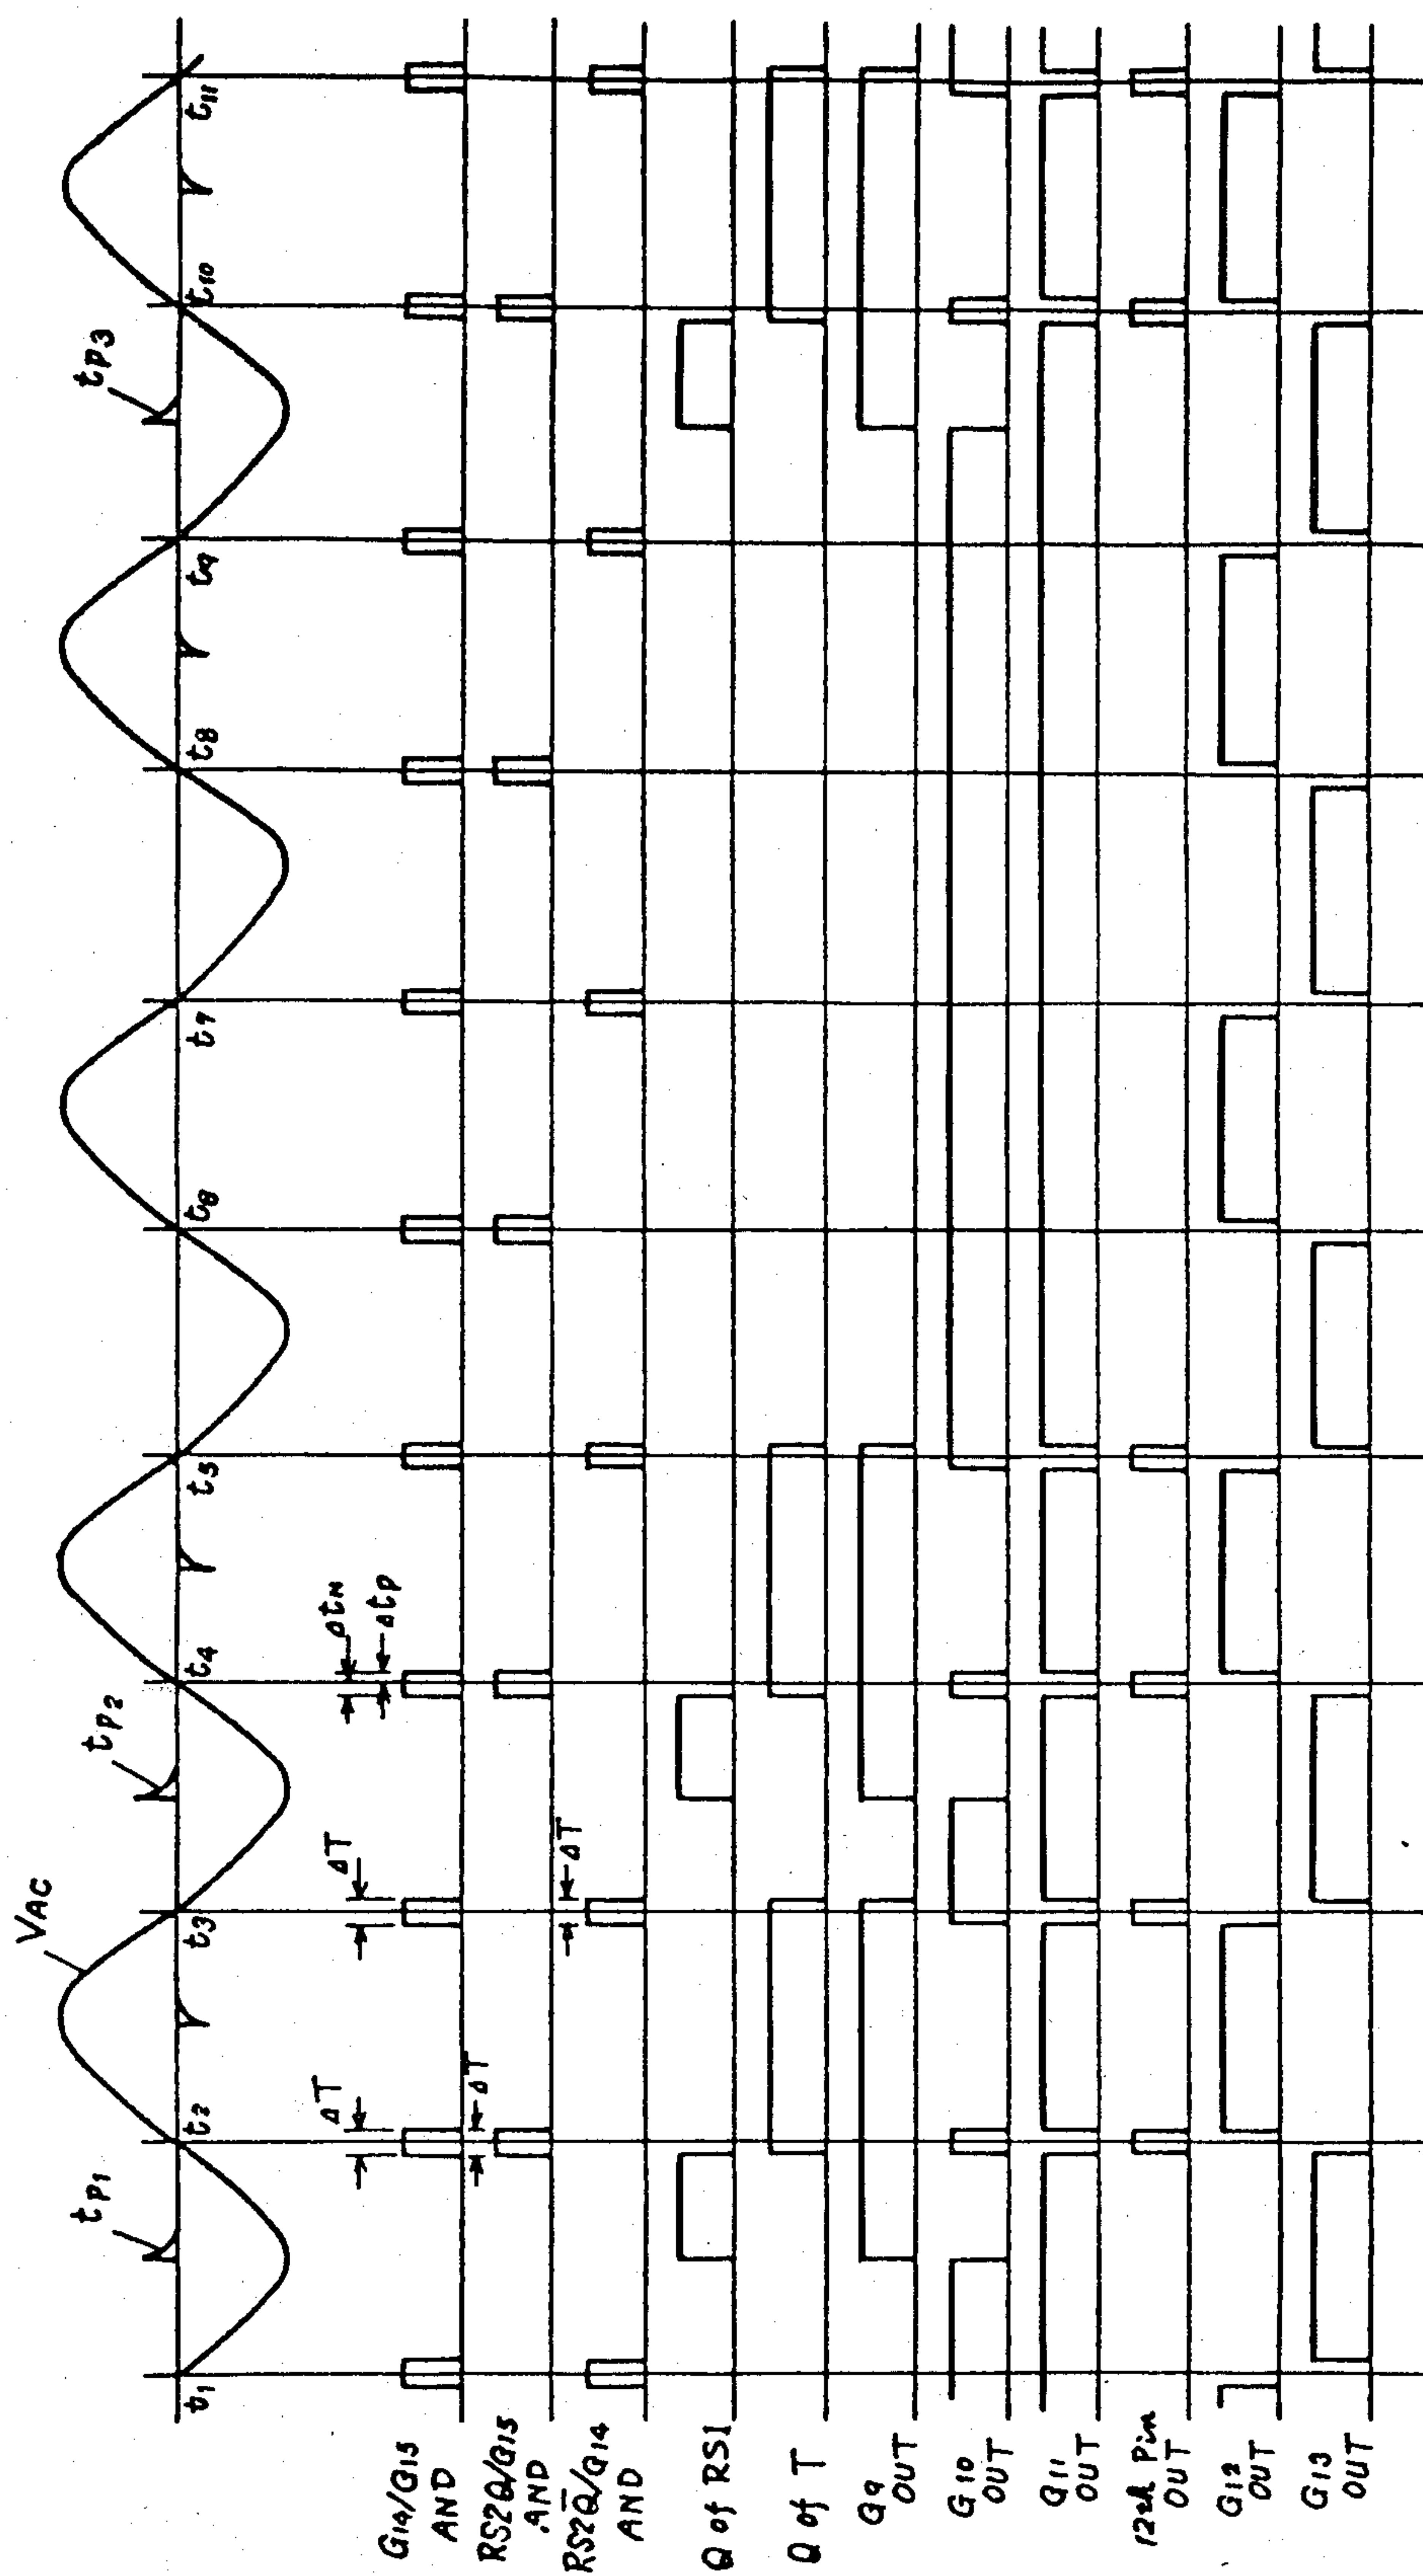 VAC
tP1
tP2
tP3
t1
t2
t3
t4
t5
t6
t7
t8
t9
t10
t11
ΔT
ΔT
ΔtN
ΔtP
ΔT
ΔT
G14/G15
AND
RS2Q/G15
AND
RS2Q̅/G14
AND
Q of RS1
Q of T
G9
OUT
G10
OUT
G11
OUT
12th Pin
OUT
G12
OUT
G13
OUT